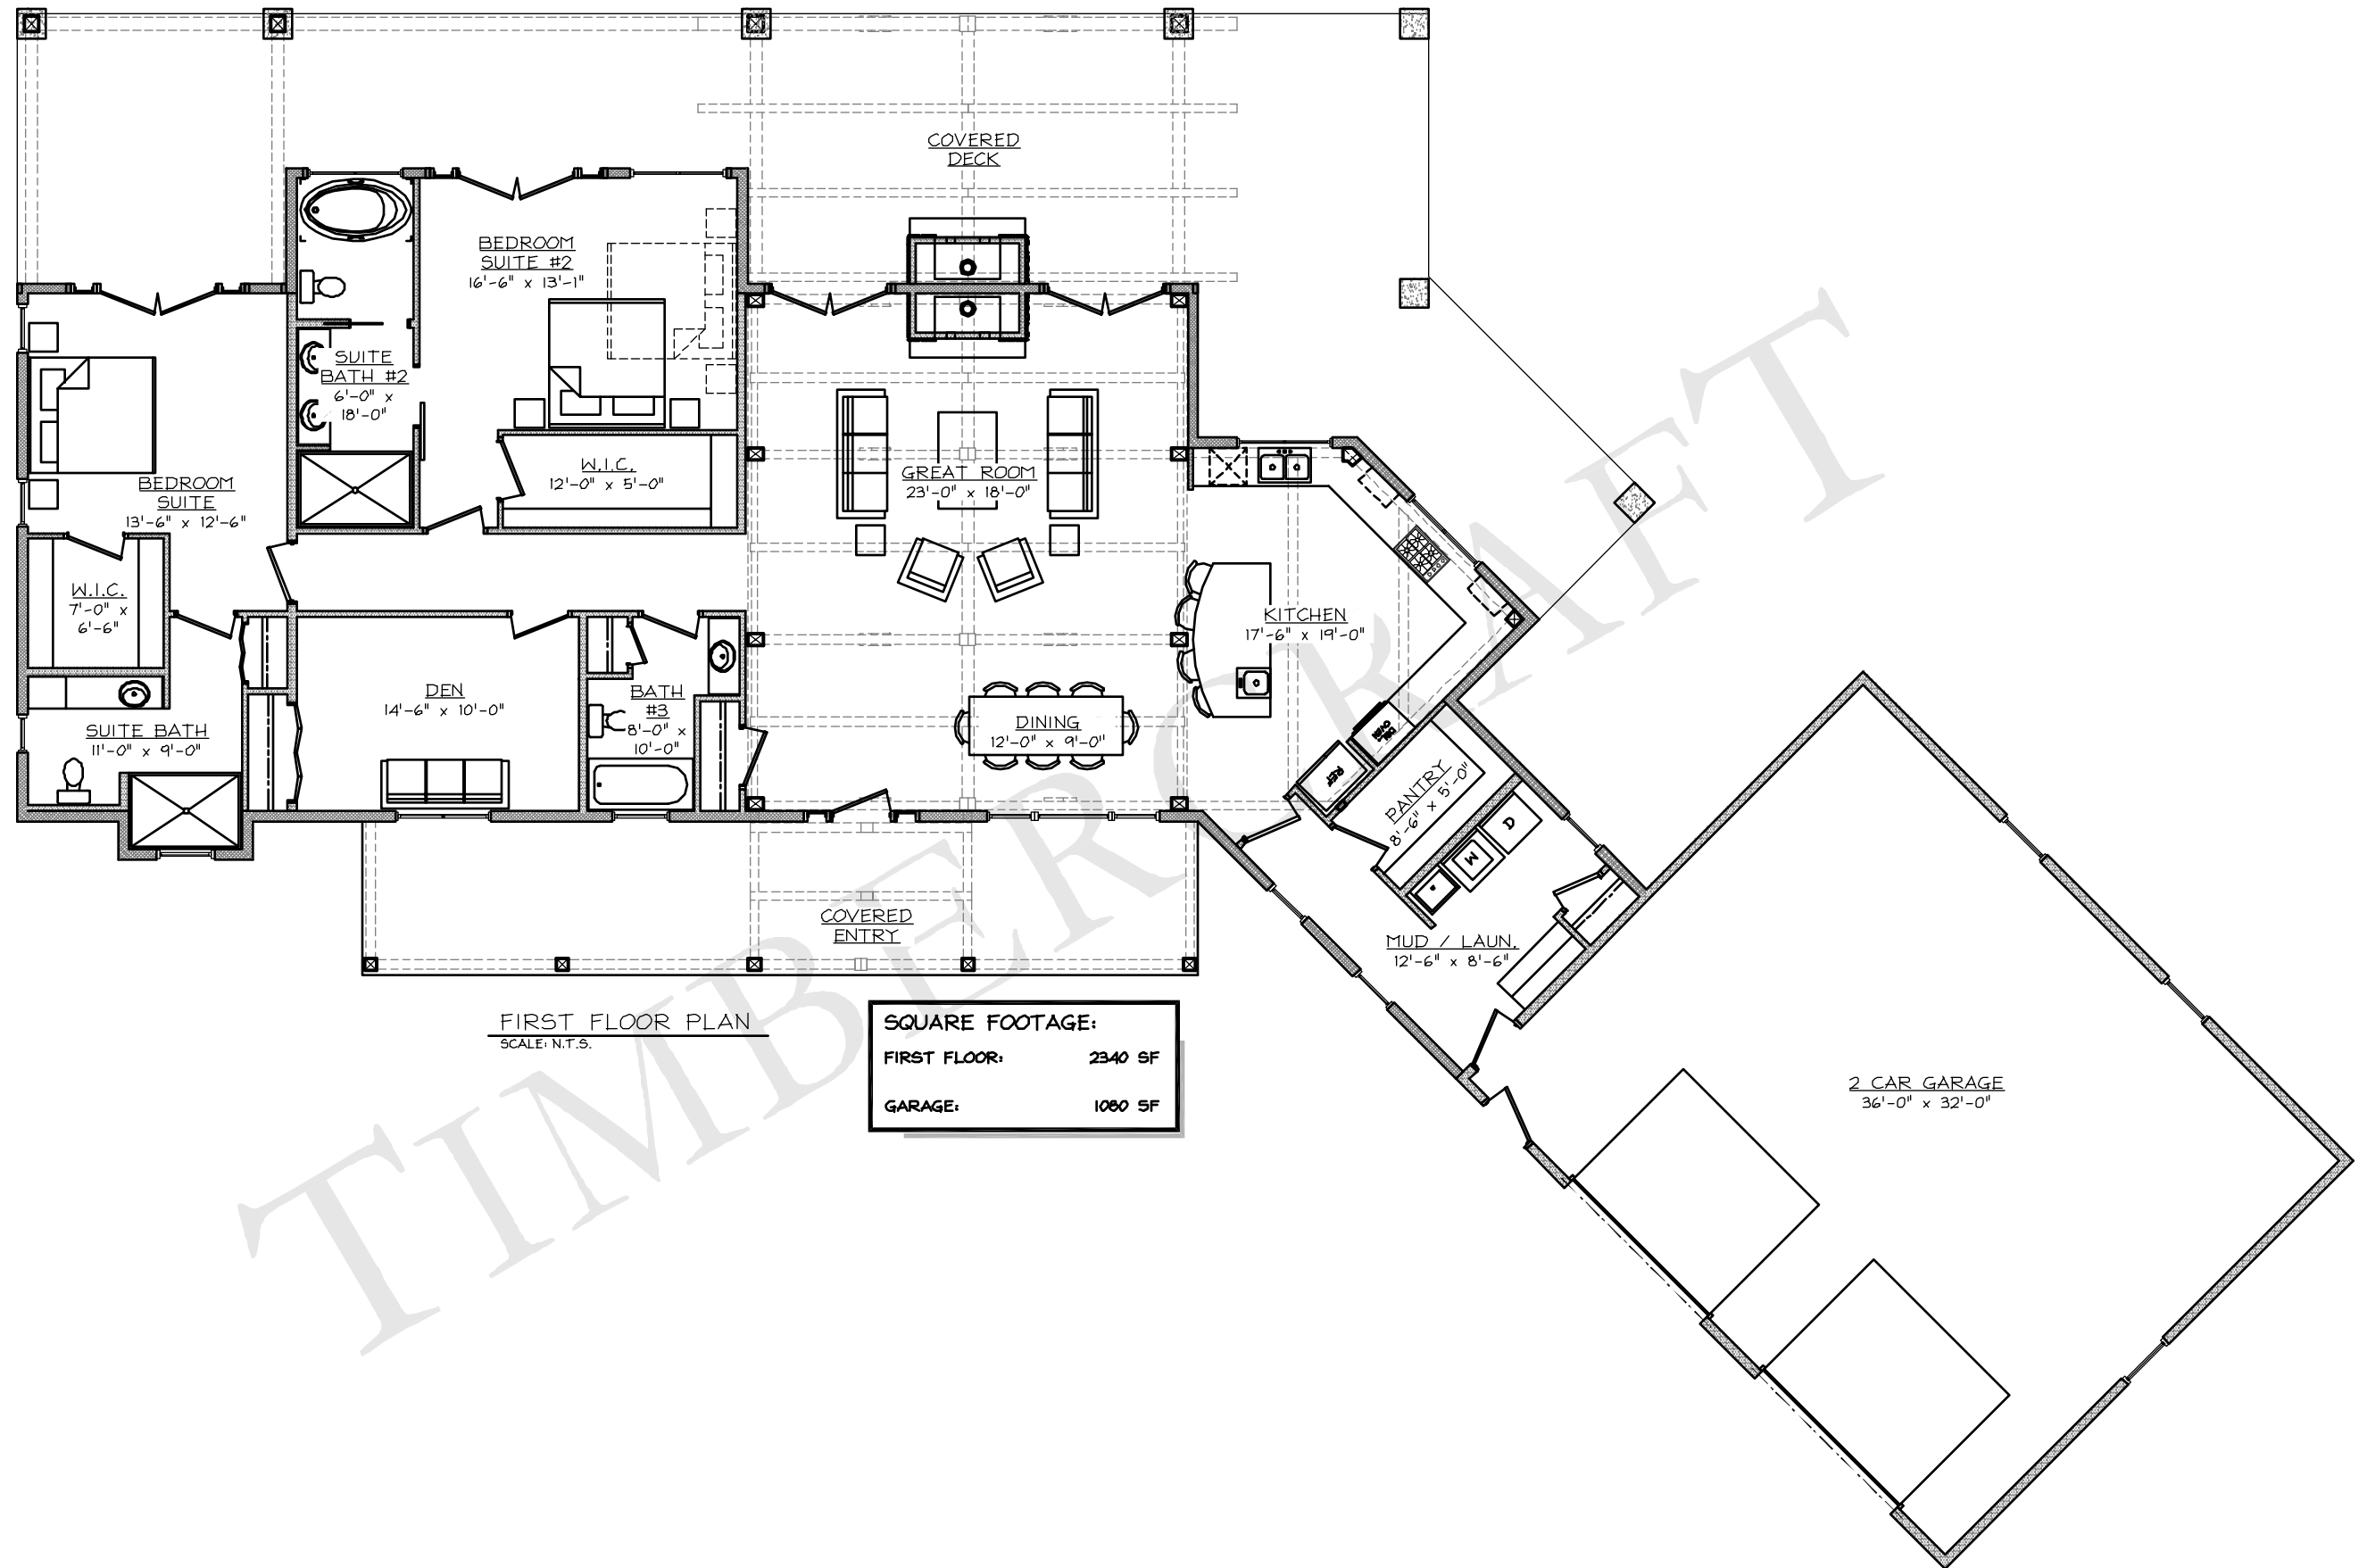 COVERED
DECK
BEDROOM
SUITE #2
16'-6" x 13'-1"
SUITE
BATH #2
6'-0" x
18'-0"
W.I.C.
12'-0" x 5'-0"
GREAT ROOM
23'-0" x 18'-0"
BEDROOM
SUITE
13'-6" x 12'-6"
W.I.C.
7'-0" x
6'-6"
KITCHEN
17'-6" x 19'-0"
DEN
14'-6" x 10'-0"
BATH
#3
8'-0" x
10'-0"
SUITE BATH
11'-0" x 9'-0"
DINING
12'-0" x 9'-0"
DBL
OVEN
REF
PANTRY
8'-6" x 5'-0"
D
W
COVERED
ENTRY
MUD / LAUN.
12'-6" x 8'-6"
2 CAR GARAGE
36'-0" x 32'-0"
FIRST FLOOR PLAN
SCALE: N.T.S.
SQUARE FOOTAGE:
FIRST FLOOR: 2340 SF
GARAGE: 1080 SF
TIMBERCRAFT